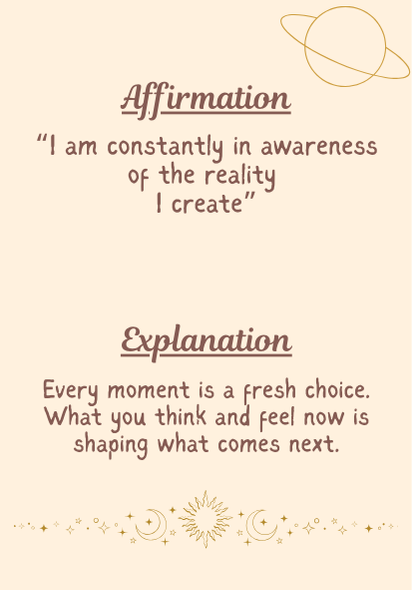 Affirmation
“I am constantly in awareness
of the reality
I create”
Explanation
Every moment is a fresh choice.
What you think and feel now is
shaping what comes next.